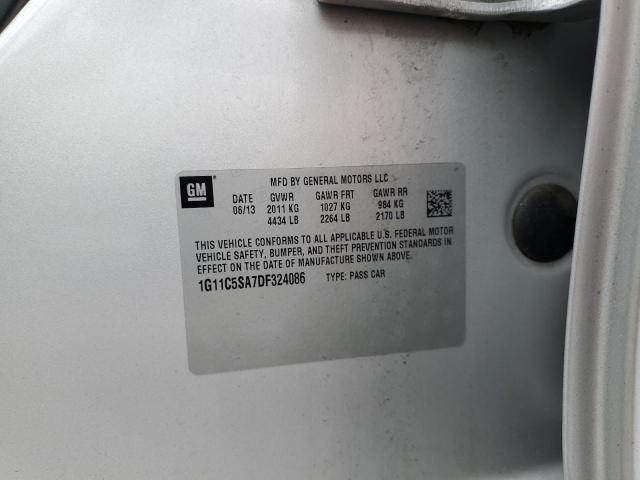 GM
MFD BY GENERAL MOTORS LLC
DATE GVWR GAWR FRT GAWR RR
06/13 2011 KG 1027 KG 984 KG
4434 LB 2264 LB 2170 LB
THIS VEHICLE CONFORMS TO ALL APPLICABLE U.S. FEDERAL MOTOR
VEHICLE SAFETY, BUMPER, AND THEFT PREVENTION STANDARDS IN
EFFECT ON THE DATE OF MANUFACTURE SHOWN ABOVE.
1G11C5SA7DF324086 TYPE: PASS CAR